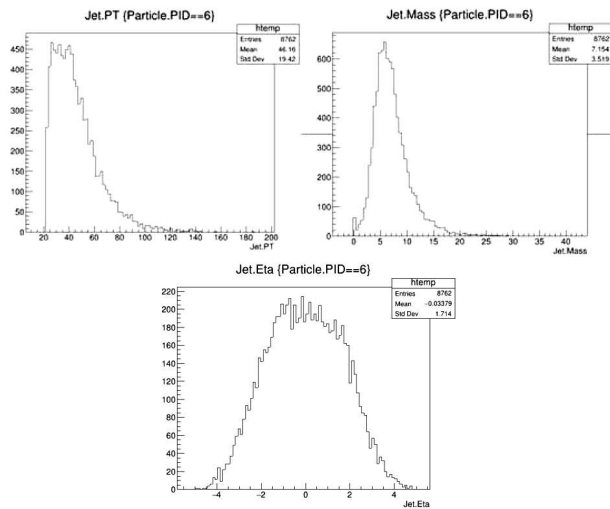 Jet.PT {Particle.PID==6}
htemp
Entries 8762
Mean 46.16
Std Dev 19.42
450
400
350
300
250
200
150
100
50
0
20 40 60 80 100 120 140 160 180 200
Jet.PT
Jet.Mass {Particle.PID==6}
htemp
Entries 8762
Mean 7.154
Std Dev 3.519
600
500
400
300
200
100
0
0 5 10 15 20 25 30 35 40
Jet.Mass
Jet.Eta {Particle.PID==6}
htemp
Entries 8762
Mean -0.03379
Std Dev 1.714
220
200
180
160
140
120
100
80
60
40
20
0
-4 -2 0 2 4
Jet.Eta